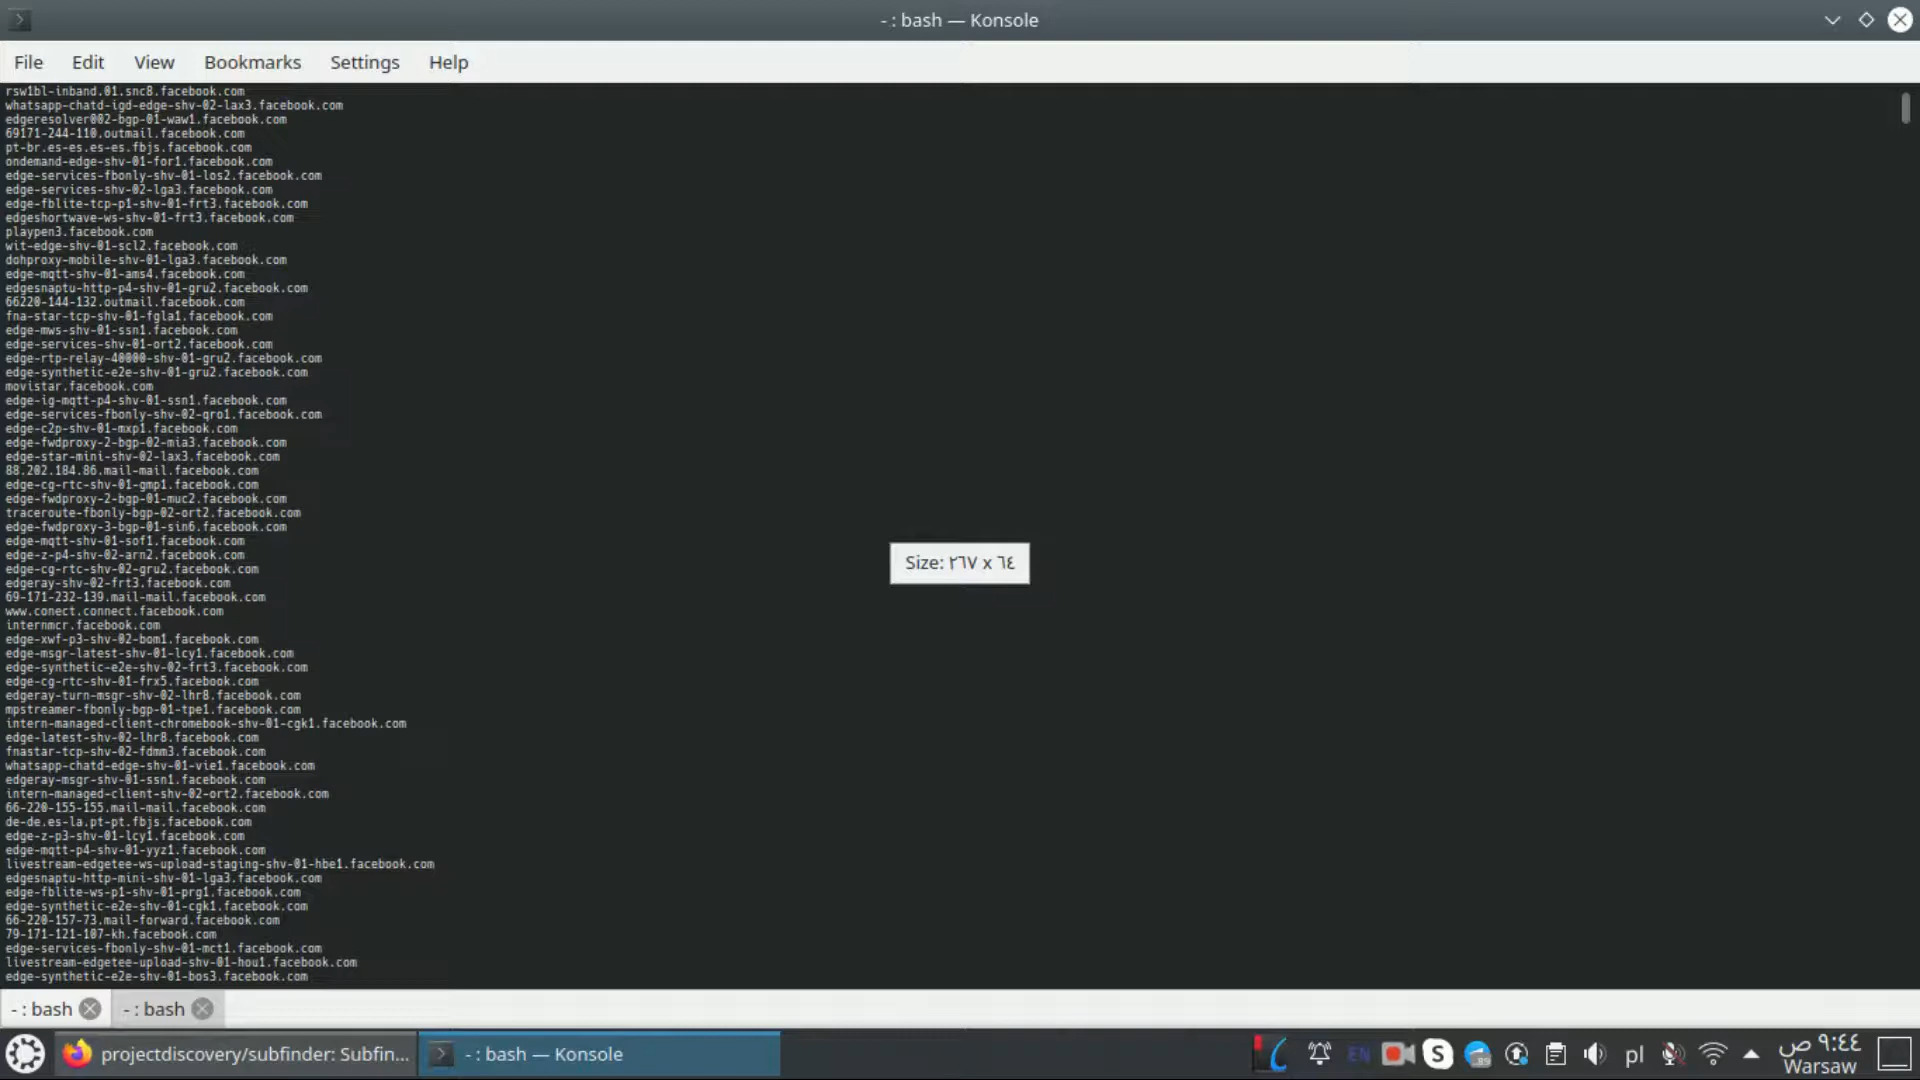 - : bash — Konsole
File Edit View Bookmarks Settings Help
rsw1bl-inband.01.snc8.facebook.com
whatsapp-chatd-igd-edge-shv-02-lax3.facebook.com
edgeresolver002-bgp-01-waw1.facebook.com
69171-244-110.outmail.facebook.com
pt-br.es-es.es-es.fbjs.facebook.com
ondemand-edge-shv-01-for1.facebook.com
edge-services-fbonly-shv-01-los2.facebook.com
edge-services-shv-02-lga3.facebook.com
edge-fblite-tcp-p1-shv-01-frt3.facebook.com
edgeshortwave-ws-shv-01-frt3.facebook.com
playpen3.facebook.com
wit-edge-shv-01-scl2.facebook.com
dohproxy-mobile-shv-01-lga3.facebook.com
edge-mqtt-shv-01-ams4.facebook.com
edgesnaptu-http-p4-shv-01-gru2.facebook.com
66220-144-132.outmail.facebook.com
fna-star-tcp-shv-01-fgla1.facebook.com
edge-mws-shv-01-ssn1.facebook.com
edge-services-shv-01-ort2.facebook.com
edge-rtp-relay-40000-shv-01-gru2.facebook.com
edge-synthetic-e2e-shv-01-gru2.facebook.com
movistar.facebook.com
edge-ig-mqtt-p4-shv-01-ssn1.facebook.com
edge-services-fbonly-shv-02-qro1.facebook.com
edge-c2p-shv-01-mxp1.facebook.com
edge-fwdproxy-2-bgp-02-mia3.facebook.com
edge-star-mini-shv-02-lax3.facebook.com
88.202.184.86.mail-mail.facebook.com
edge-cg-rtc-shv-01-gmp1.facebook.com
edge-fwdproxy-2-bgp-01-muc2.facebook.com
traceroute-fbonly-bgp-02-ort2.facebook.com
edge-fwdproxy-3-bgp-01-sin6.facebook.com
edge-mqtt-shv-01-sof1.facebook.com
edge-z-p4-shv-02-arn2.facebook.com
Size: ٢٦٧ x ٦٤
edge-cg-rtc-shv-02-gru2.facebook.com
edgeray-shv-02-frt3.facebook.com
69-171-232-139.mail-mail.facebook.com
www.conect.connect.facebook.com
internmcr.facebook.com
edge-xwf-p3-shv-02-bom1.facebook.com
edge-msgr-latest-shv-01-lcy1.facebook.com
edge-synthetic-e2e-shv-02-frt3.facebook.com
edge-cg-rtc-shv-01-frx5.facebook.com
edgeray-turn-msgr-shv-02-lhr8.facebook.com
mpstreamer-fbonly-bgp-01-tpe1.facebook.com
intern-managed-client-chromebook-shv-01-cgk1.facebook.com
edge-latest-shv-02-lhr8.facebook.com
fnastar-tcp-shv-02-fdmm3.facebook.com
whatsapp-chatd-edge-shv-01-vie1.facebook.com
edgeray-msgr-shv-01-ssn1.facebook.com
intern-managed-client-shv-02-ort2.facebook.com
66-220-155-155.mail-mail.facebook.com
de-de.es-la.pt-pt.fbjs.facebook.com
edge-z-p3-shv-01-lcy1.facebook.com
edge-mqtt-p4-shv-01-yyz1.facebook.com
livestream-edgetee-ws-upload-staging-shv-01-hbe1.facebook.com
edgesnaptu-http-mini-shv-01-lga3.facebook.com
edge-fblite-ws-p1-shv-01-prg1.facebook.com
edge-synthetic-e2e-shv-01-cgk1.facebook.com
66-220-157-73.mail-forward.facebook.com
79-171-121-107-kh.facebook.com
edge-services-fbonly-shv-01-mct1.facebook.com
livestream-edgetee-upload-shv-01-hou1.facebook.com
edge-synthetic-e2e-shv-01-bos3.facebook.com
- : bash - : bash
projectdiscovery/subfinder: Subfin... - : bash — Konsole EN S 89 pl ٩:٤٤ ص
Warsaw